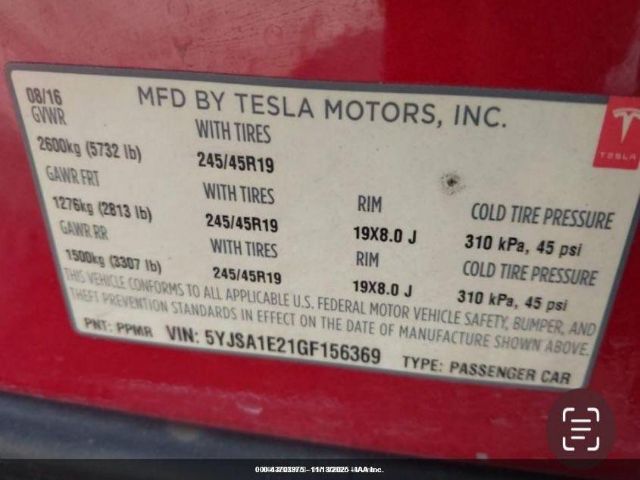 08/16
MFD BY TESLA MOTORS, INC.
GVWR
WITH TIRES
2600kg (5732 lb)
245/45R19
GAWR FRT
WITH TIRES
RIM
COLD TIRE PRESSURE
1276kg (2813 lb)
245/45R19
19X8.0 J
310 kPa, 45 psi
GAWR RR
WITH TIRES
RIM
COLD TIRE PRESSURE
1500kg (3307 lb)
245/45R19
19X8.0 J
310 kPa, 45 psi
THIS VEHICLE CONFORMS TO ALL APPLICABLE U.S. FEDERAL MOTOR VEHICLE SAFETY, BUMPER, AND
THEFT PREVENTION STANDARDS IN EFFECT ON THE DATE OF MANUFACTURE SHOWN ABOVE.
PNT: PPMR VIN: 5YJSA1E21GF156369 TYPE: PASSENGER CAR
TESLA